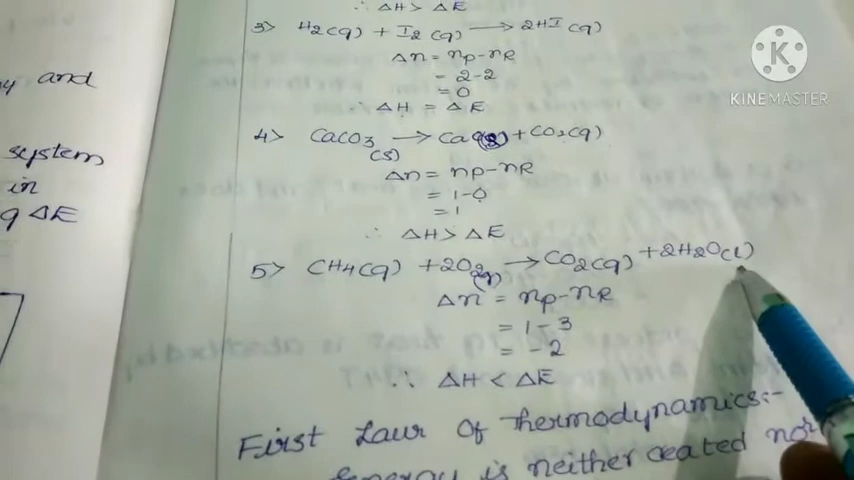 ∴ ΔH > ΔE
3> H2(g) + I2(g) → 2HI(g)
Δn = np-nR
= 2-2
= 0
∴ ΔH = ΔE
4> CaCO3(s) → CaO(s) + CO2(g)
Δn = np-nR
= 1-0
= 1
∴ ΔH > ΔE
5> CH4(g) + 2O2(g) → CO2(g) + 2H2O(l)
Δn = np-nR
= 1-3
= -2
∴ ΔH < ΔE
First Law Of Thermodynamics:-
Energy is neither ceated nor
and
system
in
ΔE
KINEMASTER